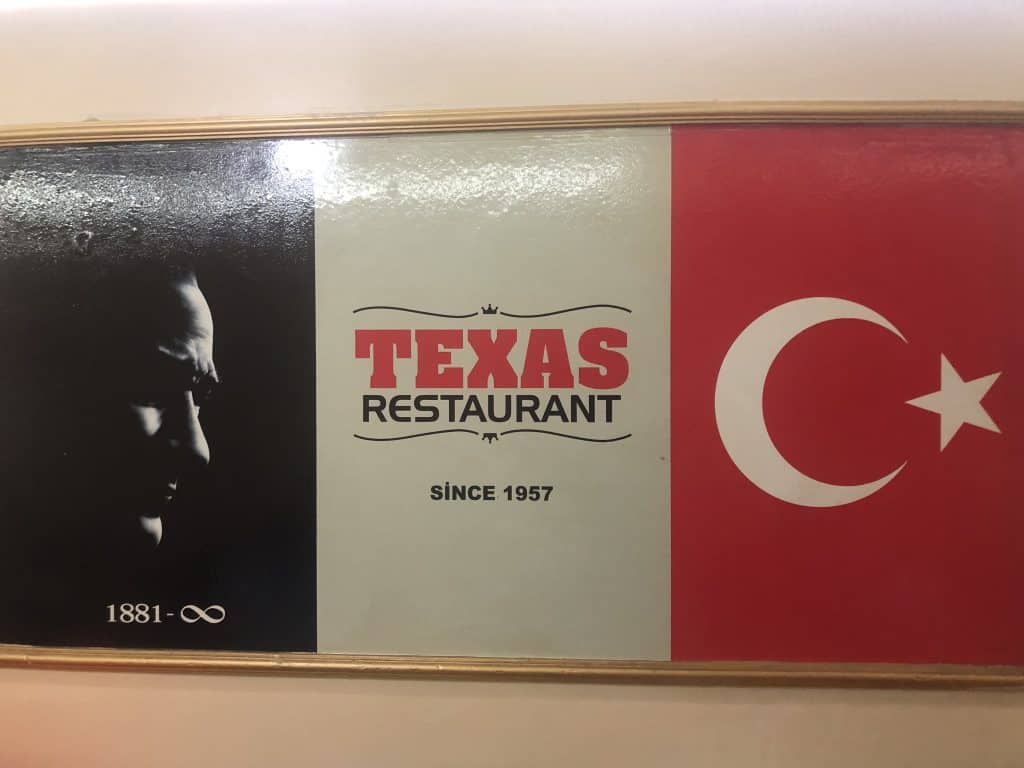 1881-∞
TEXAS
RESTAURANT
SİNCE 1957